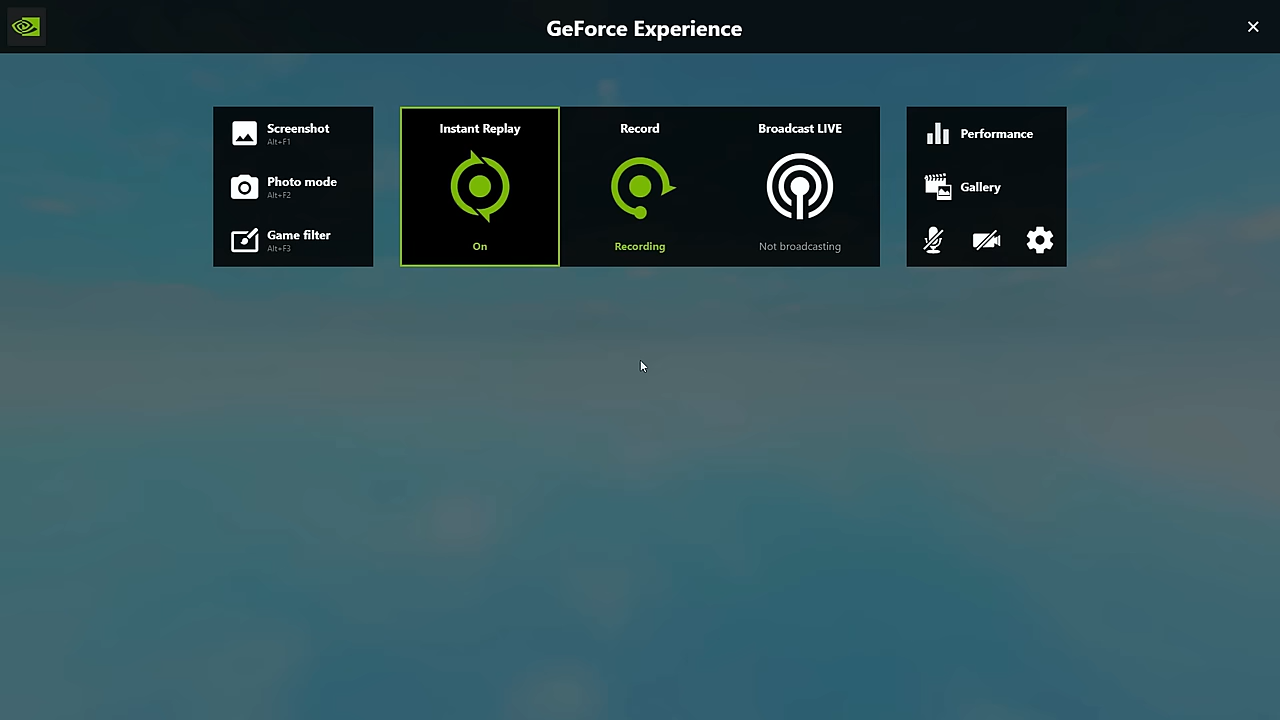 GeForce Experience
Screenshot
Alt+F1
Photo mode
Alt+F2
Game filter
Alt+F3
Instant Replay
On
Record
Recording
Broadcast LIVE
Not broadcasting
Performance
Gallery